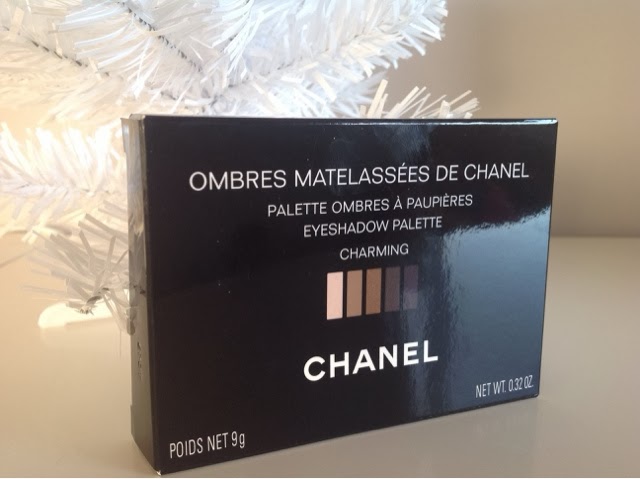 OMBRES MATELASSÉES DE CHANEL
PALETTE OMBRES À PAUPIÈRES
EYESHADOW PALETTE
CHARMING
CHANEL
NET WT. 0.32 OZ.
POIDS NET 9g